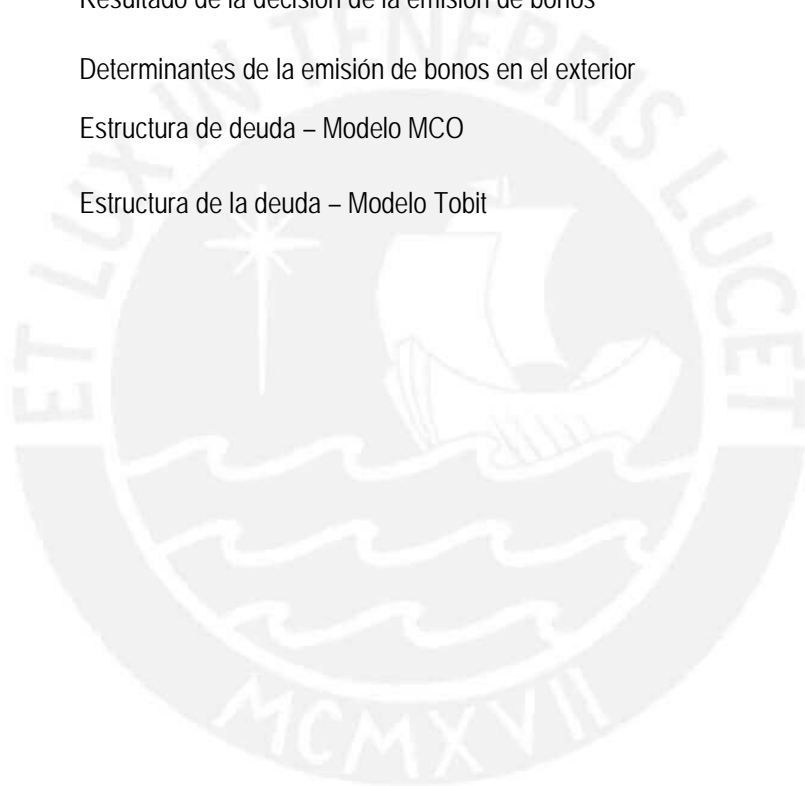 Resultado de la decisión de la emisión de bonos
Determinantes de la emisión de bonos en el exterior
Estructura de deuda – Modelo MCO
Estructura de la deuda – Modelo Tobit
ET LUX IN TENEBRIS LUCET
MCMXVII